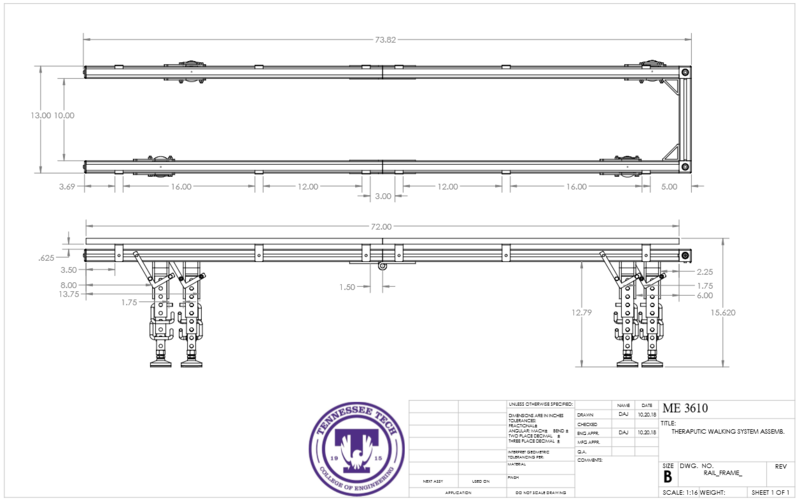 73.82
13.00 10.00
3.69 16.00 12.00 3.00 12.00 16.00 5.00
72.00
.625
3.50
8.00
13.75
1.75
1.50
12.79
2.25
1.75
6.00
15.620
TENNESSEE TECH
1915
T
COLLEGE OF ENGINEERING
UNLESS OTHERWISE SPECIFIED:
DIMENSIONS ARE IN INCHES
TOLERANCES:
FRACTIONAL±
ANGULAR: MACH± BEND ±
TWO PLACE DECIMAL ±
THREE PLACE DECIMAL ±
INTERPRET GEOMETRIC
TOLERANCING PER:
MATERIAL
FINISH
NEXT ASSY USED ON
APPLICATION
DO NOT SCALE DRAWING
NAME DATE
DRAWN DAJ 10.20.18
CHECKED
ENG APPR. DAJ 10.20.18
MFG APPR.
Q.A.
COMMENTS:
ME 3610
TITLE:
THERAPUTIC WALKING SYSTEM ASSEMB.
SIZE DWG. NO. REV
B RAIL_FRAME_
SCALE: 1:16 WEIGHT: SHEET 1 OF 1